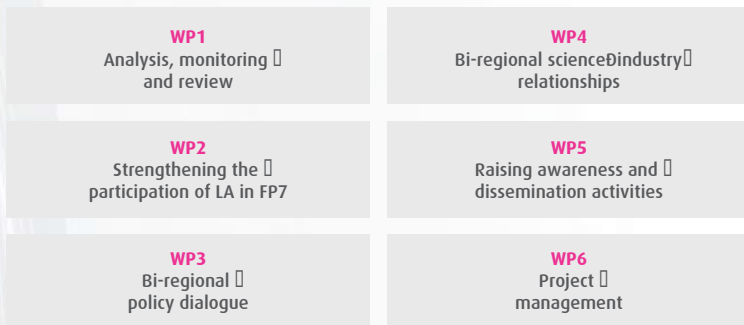 WP1
Analysis, monitoring ▯
and review
WP2
Strengthening the ▯
participation of LA in FP7
WP3
Bi-regional ▯
policy dialogue
WP4
Bi-regional scienceÐindustry▯
relationships
WP5
Raising awareness and ▯
dissemination activities
WP6
Project ▯
management